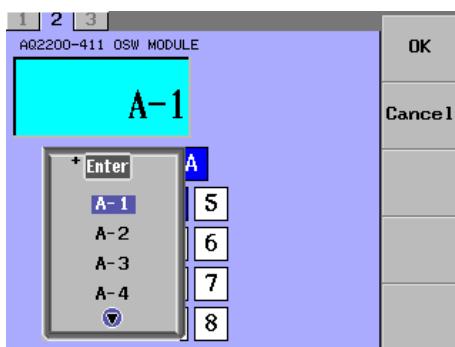 1 2 3
AQ2200-411 OSW MODULE
OK
A-1
Cancel
+ Enter
A
A-1
5
A-2
6
A-3
7
A-4
8